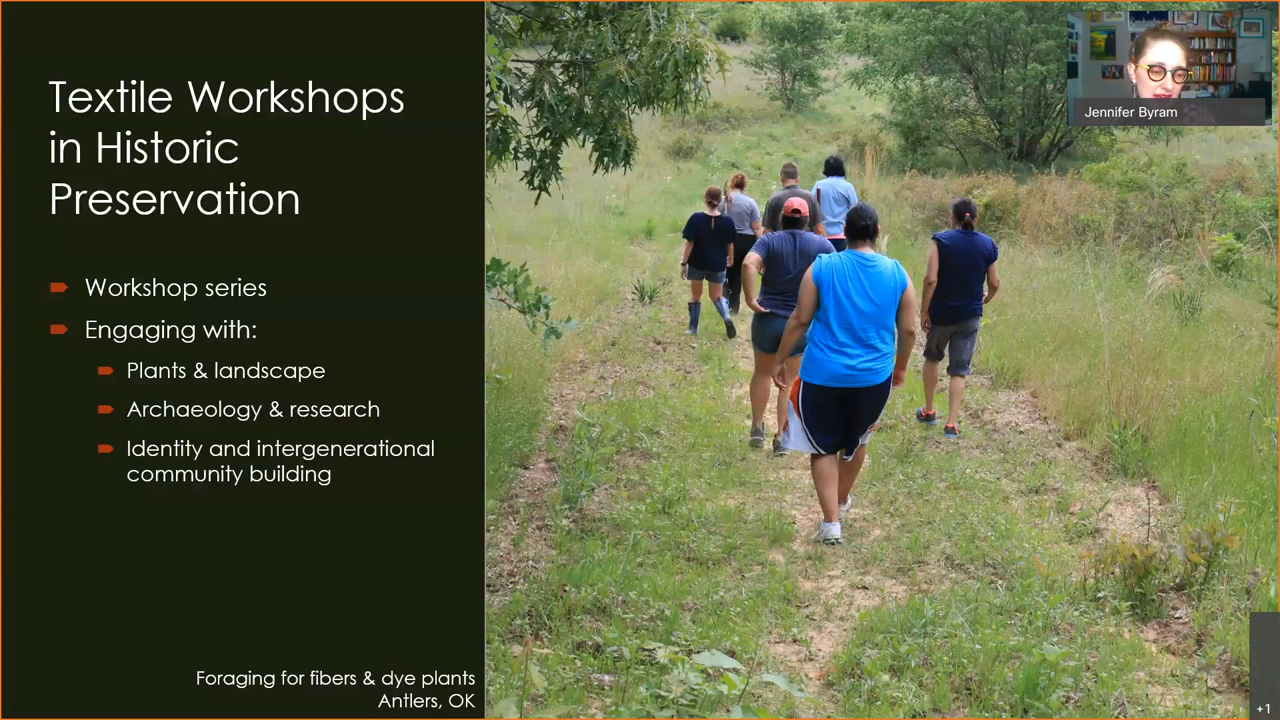 Textile Workshops
in Historic
Preservation
Workshop series
Engaging with:
Plants & landscape
Archaeology & research
Identity and intergenerational
community building
Foraging for fibers & dye plants
Antlers, OK
Jennifer Byram
+1